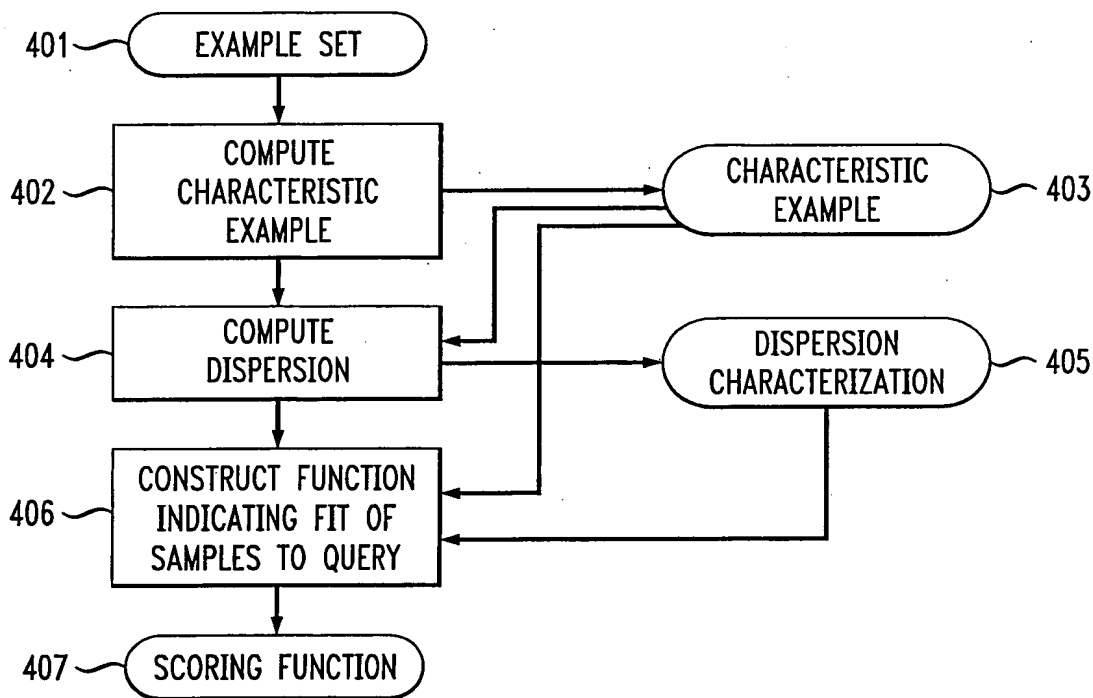 401
EXAMPLE SET
402
COMPUTE
CHARACTERISTIC
EXAMPLE
CHARACTERISTIC
EXAMPLE
403
404
COMPUTE
DISPERSION
DISPERSION
CHARACTERIZATION
405
406
CONSTRUCT FUNCTION
INDICATING FIT OF
SAMPLES TO QUERY
407
SCORING FUNCTION